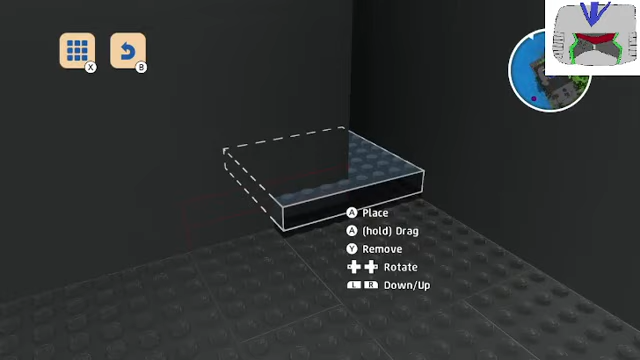 X
B
A Place
A (hold) Drag
Y Remove
Rotate
L R Down/Up